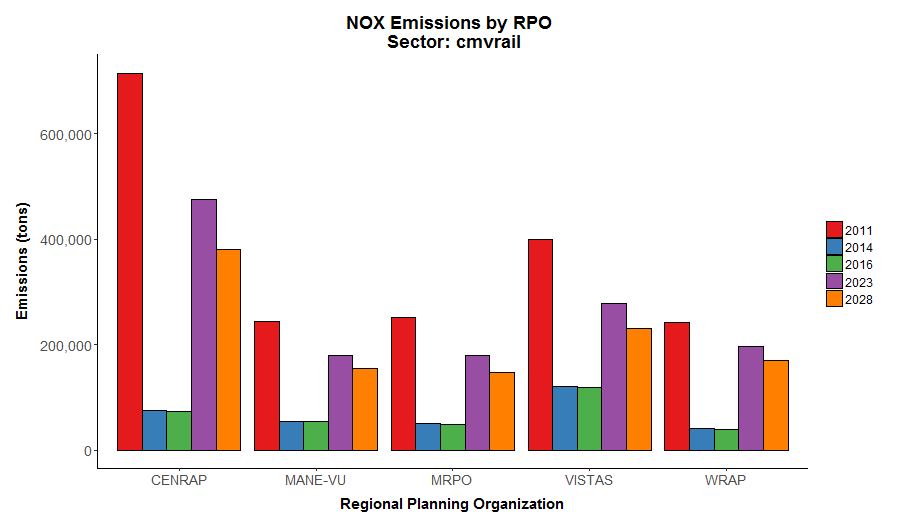 NOX Emissions by RPO
Sector: cmvrail
Emissions (tons)
600,000
400,000
200,000
0
CENRAP
MANE-VU
MRPO
VISTAS
WRAP
Regional Planning Organization
2011
2014
2016
2023
2028